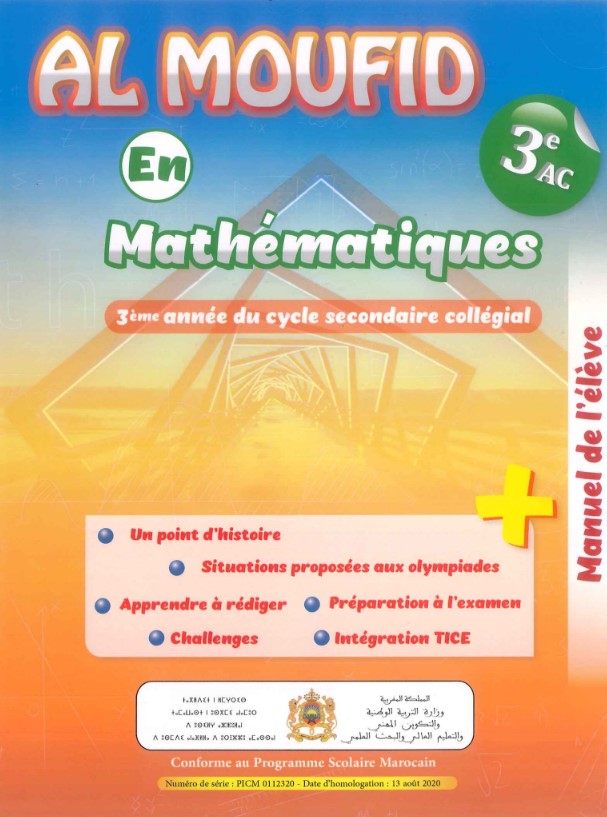 AL MOUFID
3e AC
En
Mathématiques
3ème année du cycle secondaire collégial
Manuel de l'élève
+
Un point d'histoire
Situations proposées aux olympiades
Apprendre à rédiger
Préparation à l'examen
Challenges
Intégration TICE
ⵜⴰⴳⵍⴷⵉⵜ ⵏ ⵍⵎⵖⵔⵉⴱ
المملكة المغربية
وزارة التربية الوطنية
والتكوين المهني
والتعليم العالي والبحث العلمي
Conforme au Programme Scolaire Marocain
Numéro de série : PICM 0112320 - Date d'homologation : 13 août 2020